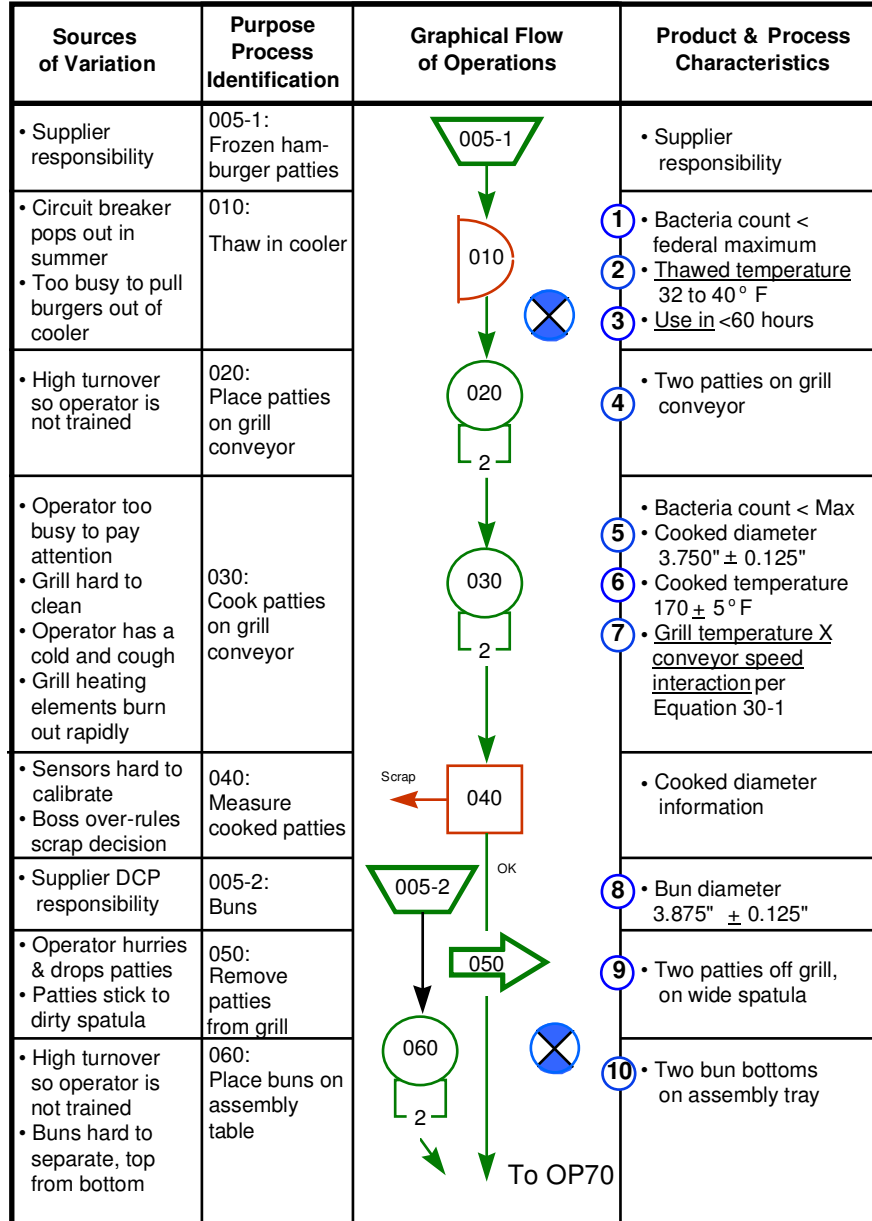 Sources
of Variation
Purpose
Process
Identification
Graphical Flow
of Operations
Product & Process
Characteristics
• Supplier
responsibility
005-1:
Frozen ham-
burger patties
005-1
• Supplier
responsibility
• Circuit breaker
pops out in
summer
• Too busy to pull
burgers out of
cooler
010:
Thaw in cooler
010
1 • Bacteria count <
federal maximum
2 • Thawed temperature
32 to 40° F
3 • Use in <60 hours
• High turnover
so operator is
not trained
020:
Place patties
on grill
conveyor
020
2
4 • Two patties on grill
conveyor
• Operator too
busy to pay
attention
• Grill hard to
clean
• Operator has a
cold and cough
• Grill heating
elements burn
out rapidly
030:
Cook patties
on grill
conveyor
030
2
• Bacteria count < Max
5 • Cooked diameter
3.750" ± 0.125"
6 • Cooked temperature
170 ± 5°F
7 • Grill temperature X
conveyor speed
interaction per
Equation 30-1
• Sensors hard to
calibrate
• Boss over-rules
scrap decision
040:
Measure
cooked patties
Scrap
040
OK
• Cooked diameter
information
• Supplier DCP
responsibility
005-2:
Buns
005-2
8 • Bun diameter
3.875" ± 0.125"
• Operator hurries
& drops patties
• Patties stick to
dirty spatula
050:
Remove
patties
from grill
050
9 • Two patties off grill,
on wide spatula
• High turnover
so operator is
not trained
• Buns hard to
separate, top
from bottom
060:
Place buns on
assembly
table
060
2
To OP70
10 • Two bun bottoms
on assembly tray